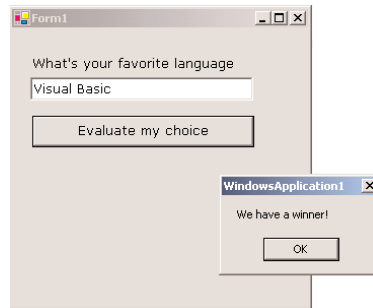 Form1
What's your favorite language
Visual Basic
Evaluate my choice
WindowsApplication1
We have a winner!
OK